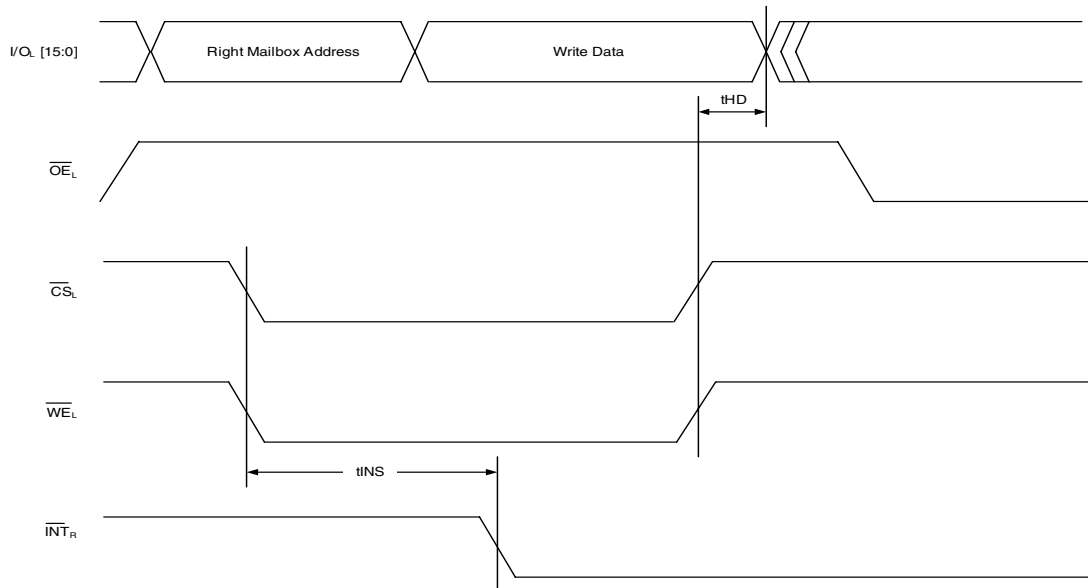 I/OL [15:0]
Right Mailbox Address
Write Data
tHD
OEL
CSL
WEL
tINS
INTR